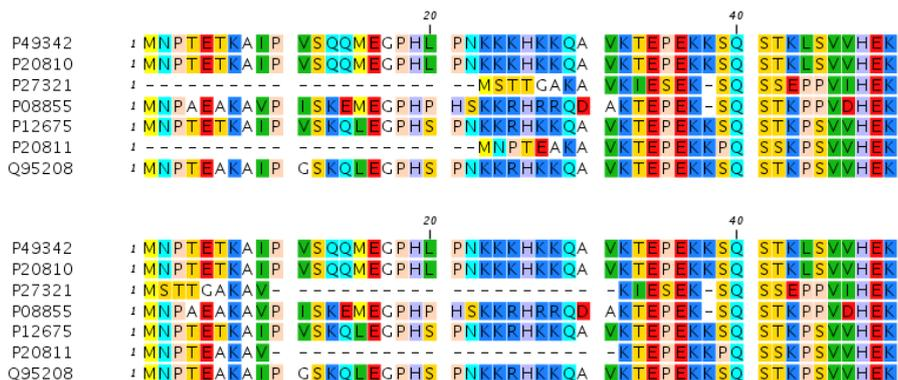 20 40
P49342 1 MNPTETKAIP VSQQMEGPHL PNKKKHKKQA VKTEPEKKSQ STKLSVVHEK
P20810 1 MNPTETKAIP VSQQMEGPHL PNKKKHKKQA VKTEPEKKSQ STKLSVVHEK
P27321 1 ---------- ---------- --MSTTGAKA VKIESEK-SQ SSEPPVIHEK
P08855 1 MNPAEAKAVP ISKEMEGPHP HSKKRHRRQD AKTEPEK-SQ STKPPVDHEK
P12675 1 MNPTETKAIP VSKQLEGPHS PNKKRHKKQA VKTEPEKKSQ STKPSVVHEK
P20811 1 ---------- ---------- --MNPTEAKA VKTEPEKKPQ SSKPSVVHEK
Q95208 1 MNPTEAKAIP GSKQLEGPHS PNKKRHKKQA VKTEPEKKSQ STKPSVVHEK
20 40
P49342 1 MNPTETKAIP VSQQMEGPHL PNKKKHKKQA VKTEPEKKSQ STKLSVVHEK
P20810 1 MNPTETKAIP VSQQMEGPHL PNKKKHKKQA VKTEPEKKSQ STKLSVVHEK
P27321 1 MSTTGAKAV- ---------- ---------- -KIESEK-SQ SSEPPVIHEK
P08855 1 MNPAEAKAVP ISKEMEGPHP HSKKRHRRQD AKTEPEK-SQ STKPPVDHEK
P12675 1 MNPTETKAIP VSKQLEGPHS PNKKRHKKQA VKTEPEKKSQ STKPSVVHEK
P20811 1 MNPTEAKAV- ---------- ---------- -KTEPEKKPQ SSKPSVVHEK
Q95208 1 MNPTEAKAIP GSKQLEGPHS PNKKRHKKQA VKTEPEKKSQ STKPSVVHEK